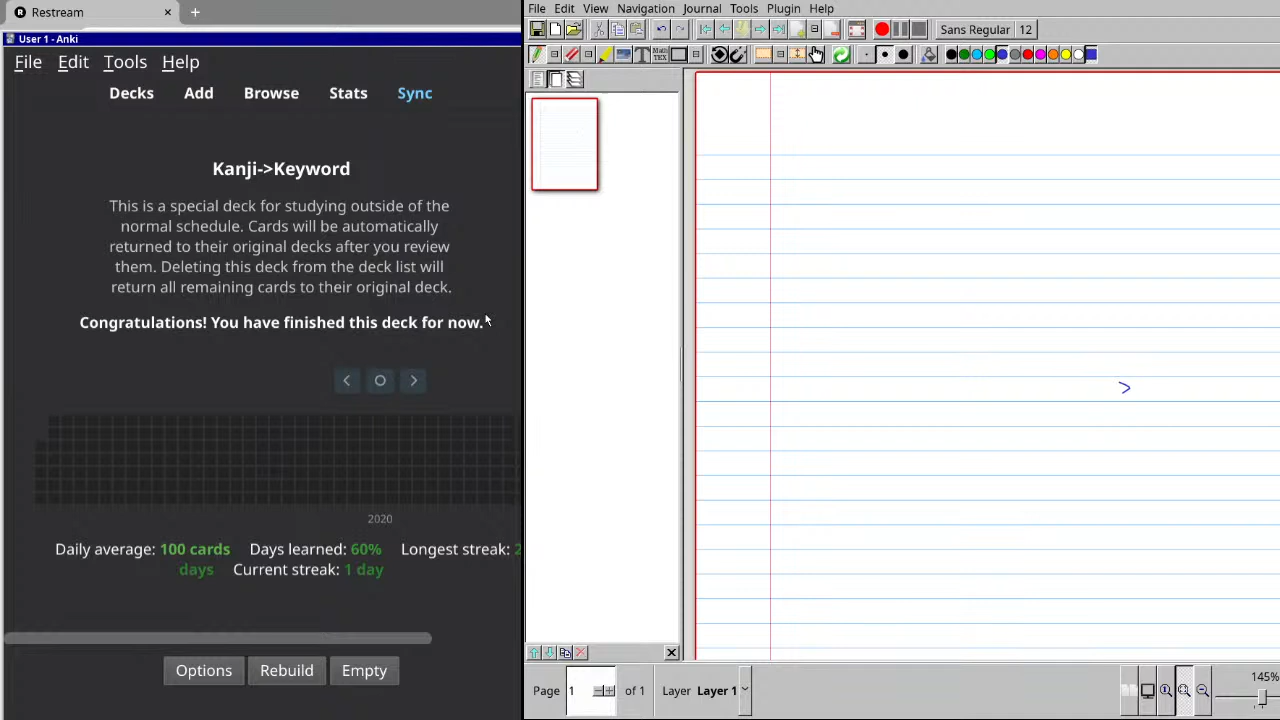 Restream
User 1 - Anki
File Edit Tools Help
Decks Add Browse Stats Sync
Kanji->Keyword
This is a special deck for studying outside of the
normal schedule. Cards will be automatically
returned to their original decks after you review
them. Deleting this deck from the deck list will
return all remaining cards to their original deck.
Congratulations! You have finished this deck for now.
2020
Daily average: 100 cards Days learned: 60% Longest streak: 2
days Current streak: 1 day
Options Rebuild Empty
File Edit View Navigation Journal Tools Plugin Help
Sans Regular 12
Page 1 of 1 Layer Layer 1
145%